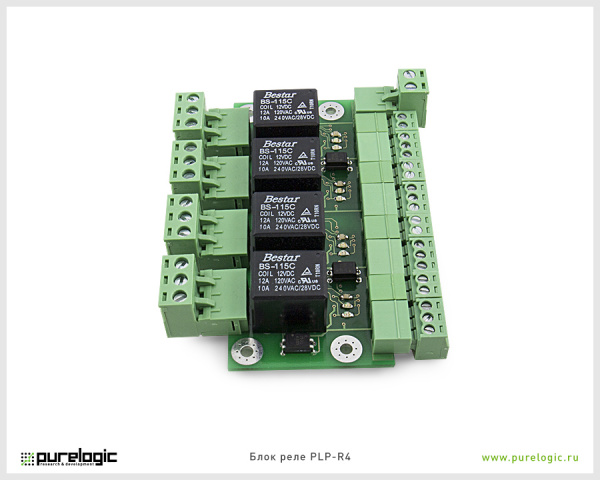 Bestar
BS-115C
COIL 12VDC
12A 120VAC
10A 240VAC/28VDC
Bestar
BS-115C
COIL 12VDC
12A 120VAC
10A 240VAC/28VDC
Bestar
BS-115C
COIL 12VDC
12A 120VAC
10A 240VAC/28VDC
Bestar
BS-115C
COIL 12VDC
12A 120VAC
10A 240VAC/28VDC
purelogic
research & development
Блок реле PLP-R4
www.purelogic.ru